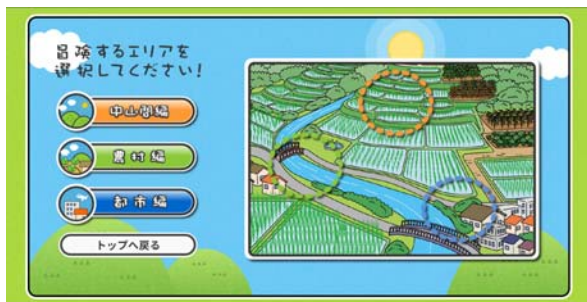 冒険するエリアを
選択してください!
中山間編
農村編
都市編
トップへ戻る